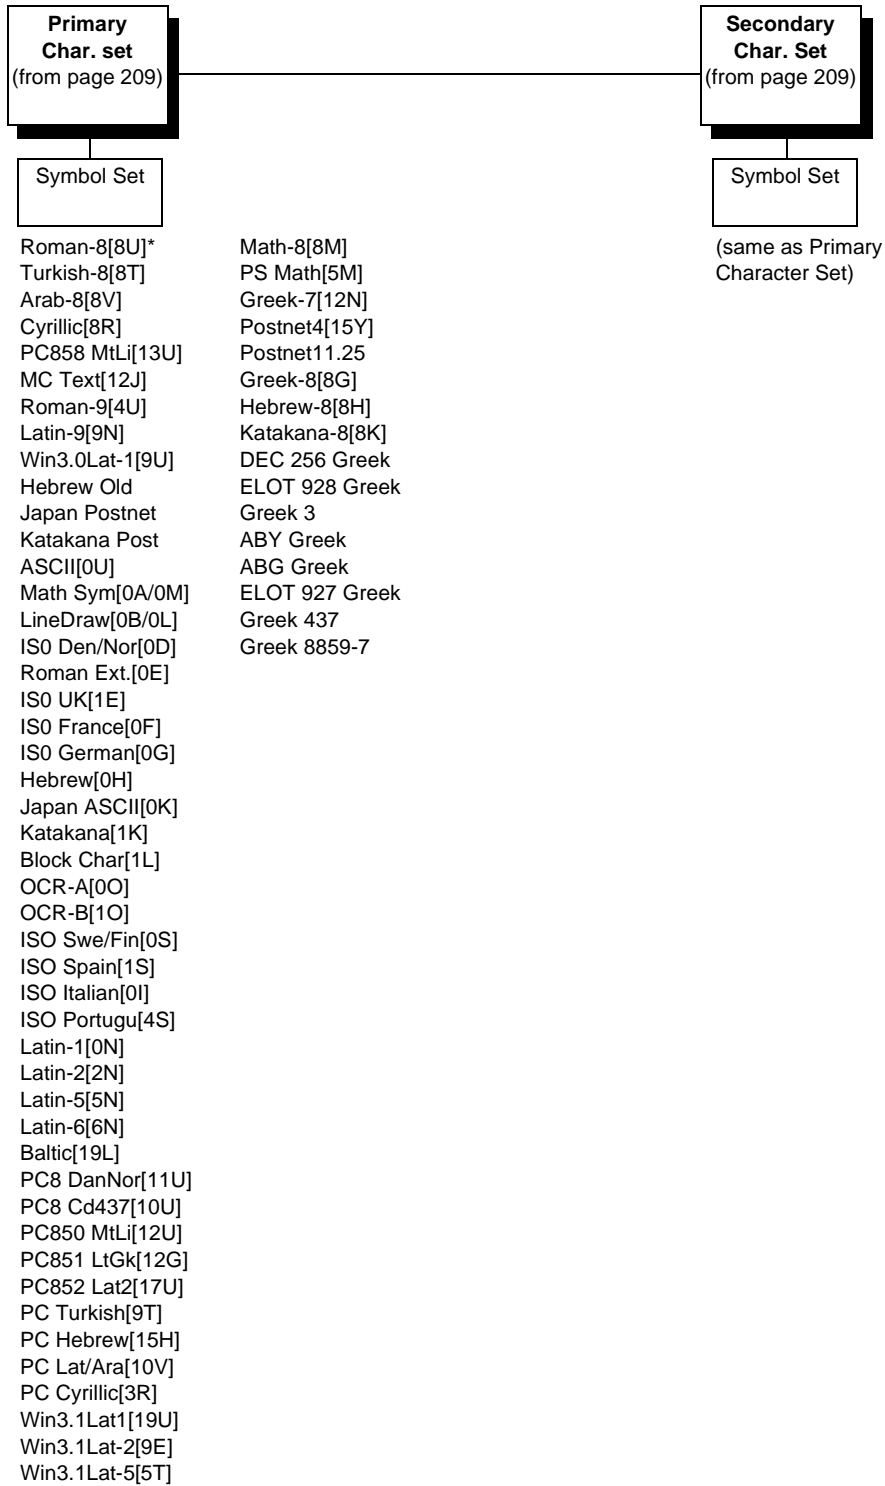 Primary
Char. set
(from page 209)
Secondary
Char. Set
(from page 209)
Symbol Set
Symbol Set
Roman-8[8U]*
Turkish-8[8T]
Arab-8[8V]
Cyrillic[8R]
PC858 MtLi[13U]
MC Text[12J]
Roman-9[4U]
Latin-9[9N]
Win3.0Lat-1[9U]
Hebrew Old
Japan Postnet
Katakana Post
ASCII[0U]
Math Sym[0A/0M]
LineDraw[0B/0L]
IS0 Den/Nor[0D]
Roman Ext.[0E]
IS0 UK[1E]
IS0 France[0F]
IS0 German[0G]
Hebrew[0H]
Japan ASCII[0K]
Katakana[1K]
Block Char[1L]
OCR-A[0O]
OCR-B[1O]
ISO Swe/Fin[0S]
ISO Spain[1S]
ISO Italian[0I]
ISO Portugu[4S]
Latin-1[0N]
Latin-2[2N]
Latin-5[5N]
Latin-6[6N]
Baltic[19L]
PC8 DanNor[11U]
PC8 Cd437[10U]
PC850 MtLi[12U]
PC851 LtGk[12G]
PC852 Lat2[17U]
PC Turkish[9T]
PC Hebrew[15H]
PC Lat/Ara[10V]
PC Cyrillic[3R]
Win3.1Lat1[19U]
Win3.1Lat-2[9E]
Win3.1Lat-5[5T]
Math-8[8M]
PS Math[5M]
Greek-7[12N]
Postnet4[15Y]
Postnet11.25
Greek-8[8G]
Hebrew-8[8H]
Katakana-8[8K]
DEC 256 Greek
ELOT 928 Greek
Greek 3
ABY Greek
ABG Greek
ELOT 927 Greek
Greek 437
Greek 8859-7
(same as Primary
Character Set)